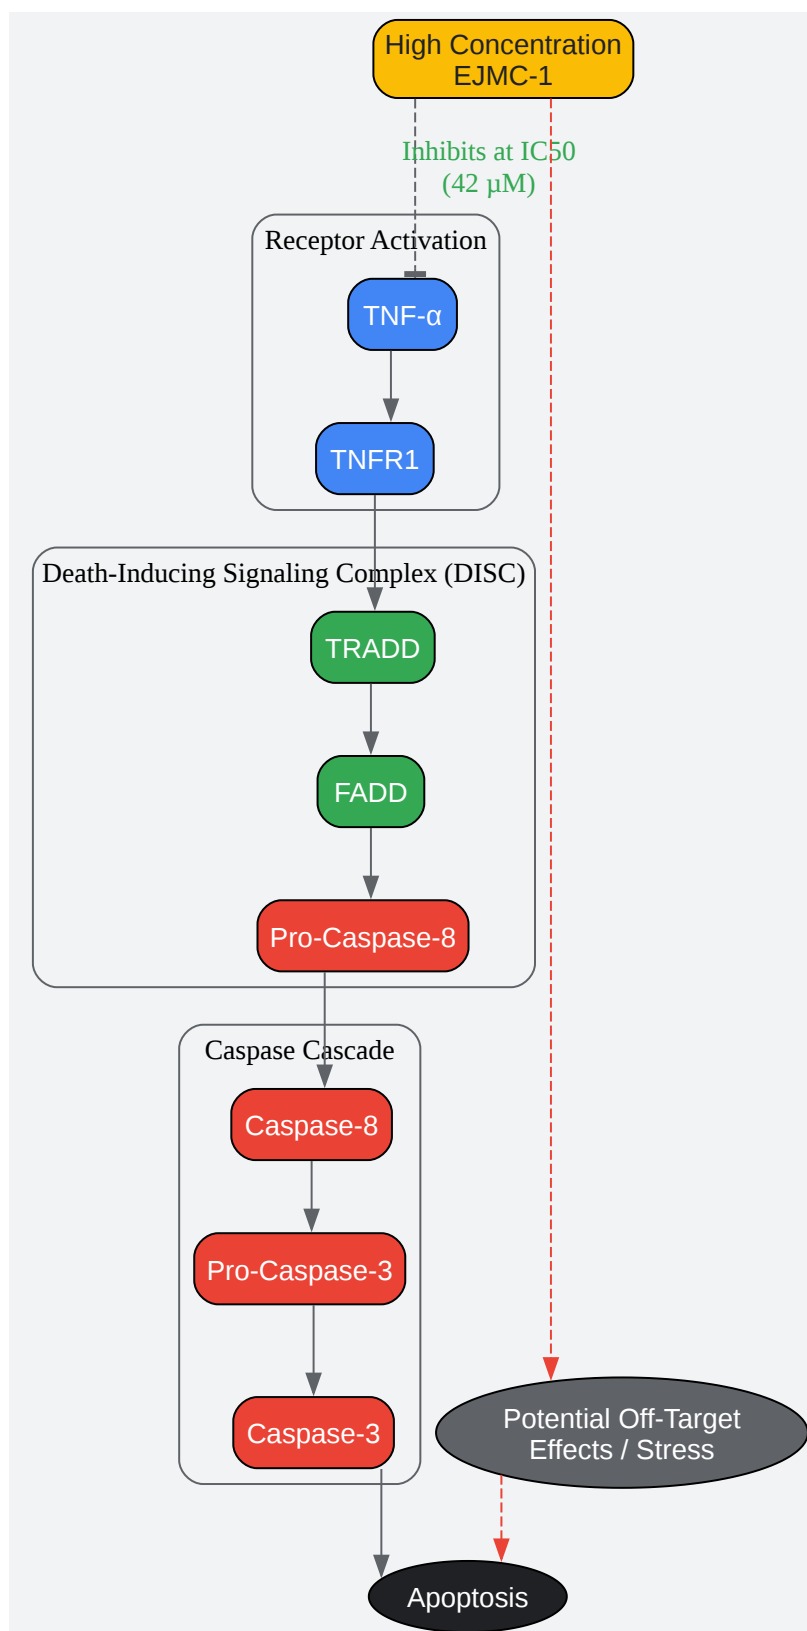 High Concentration
EJMC-1
Inhibits at IC50
(42 µM)
Receptor Activation
TNF-α
TNFR1
Death-Inducing Signaling Complex (DISC)
TRADD
FADD
Pro-Caspase-8
Caspase Cascade
Caspase-8
Pro-Caspase-3
Caspase-3
Potential Off-Target
Effects / Stress
Apoptosis